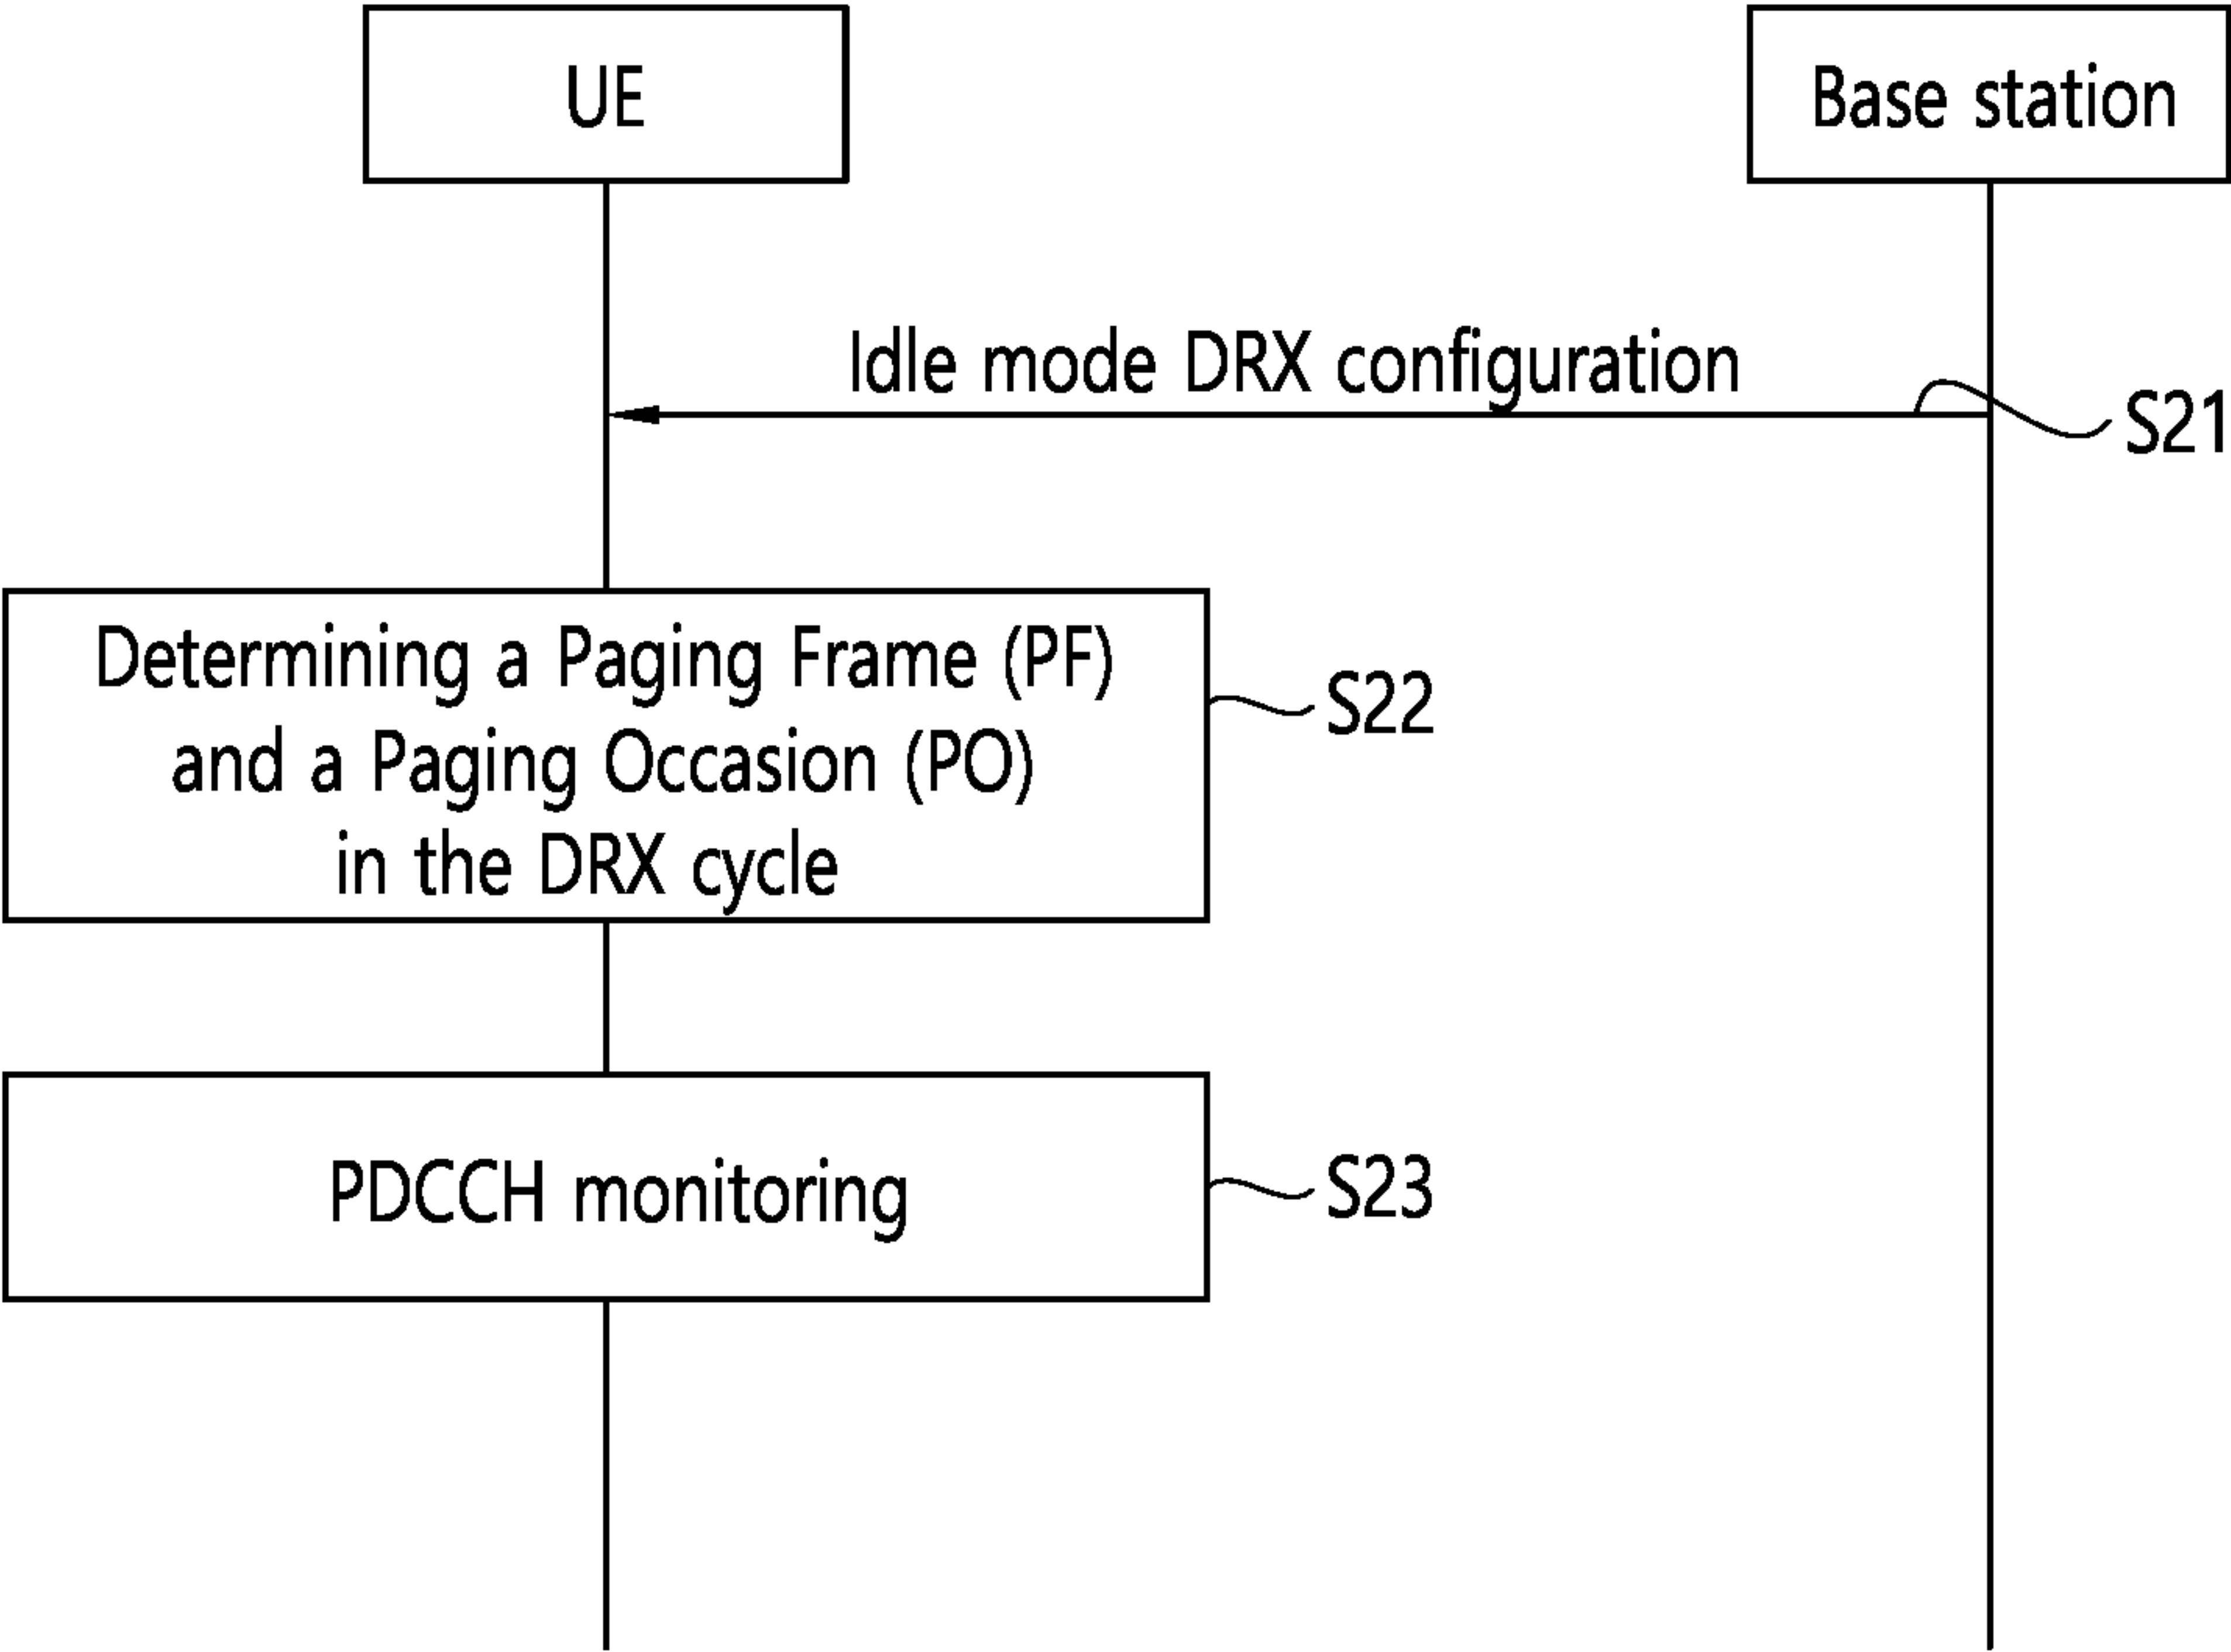 UE
Base station
Idle mode DRX configuration
S21
Determining a Paging Frame (PF)
and a Paging Occasion (PO)
in the DRX cycle
S22
PDCCH monitoring
S23